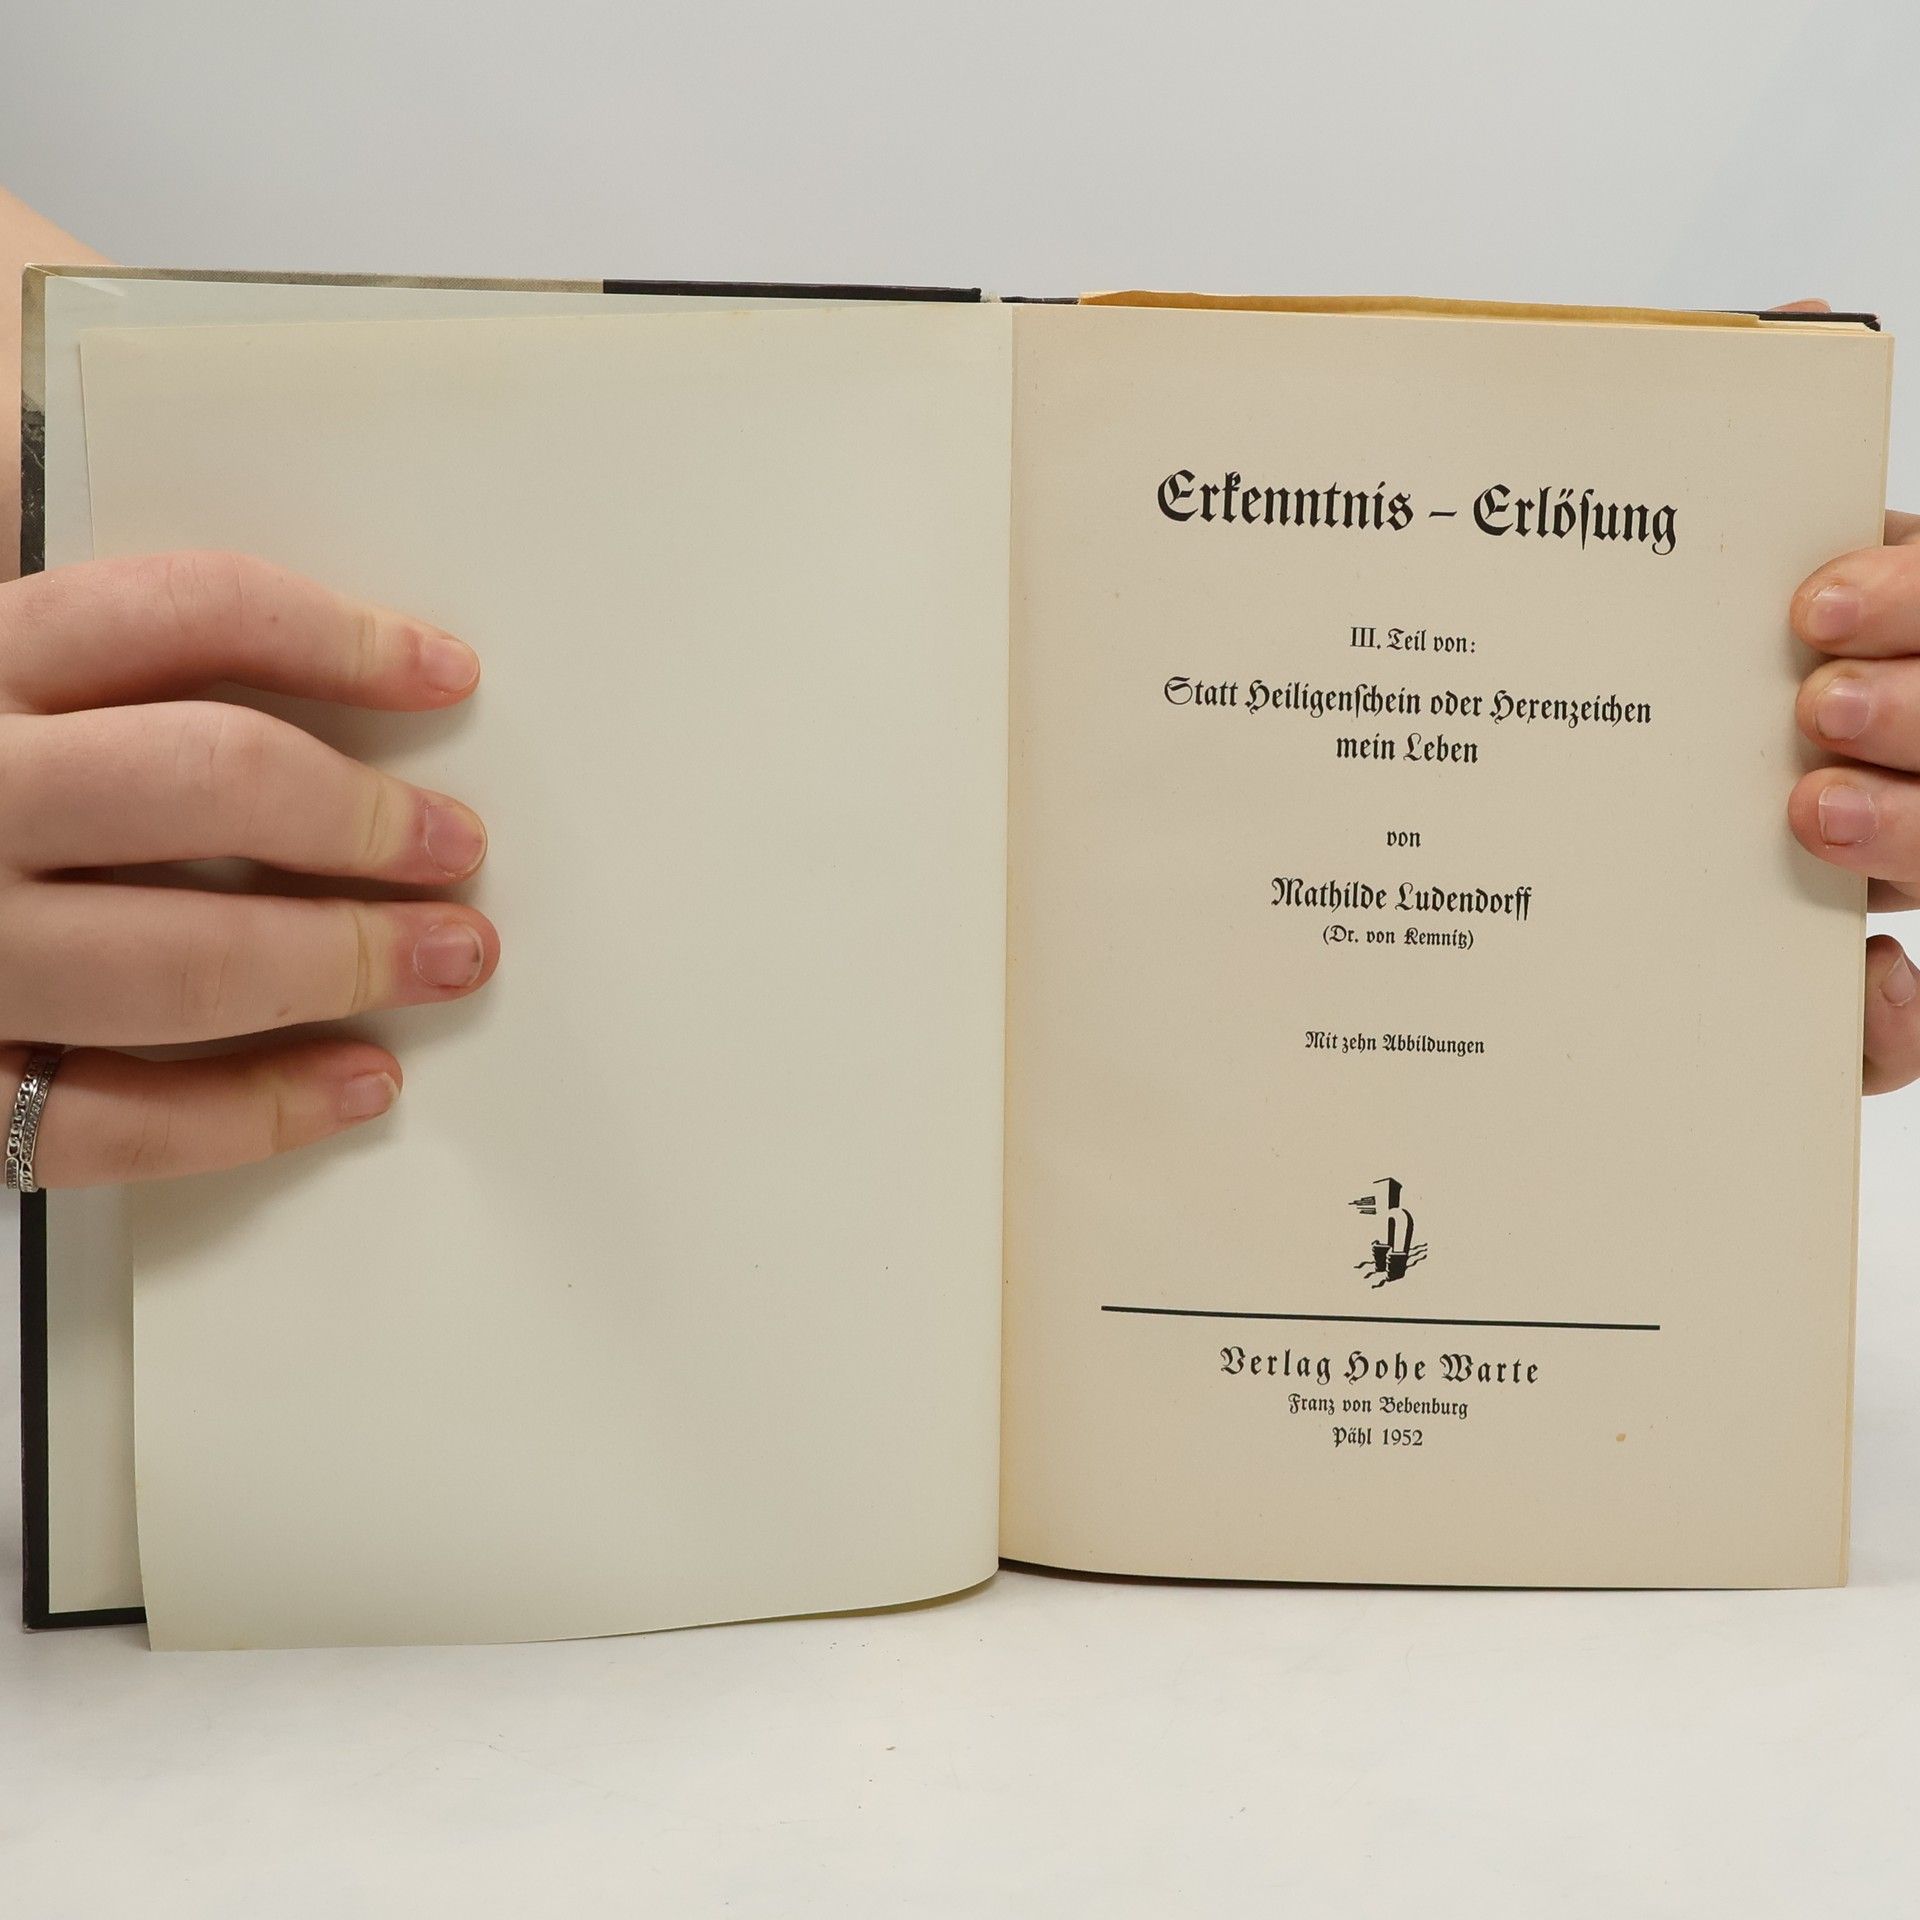 Erkenntnis – Erlösung
III. Teil von:
Statt Heiligenschein oder Hexenzeichen
mein Leben
von
Mathilde Ludendorff
(Dr. von Kemnitz)
Mit zehn Abbildungen
h
Verlag Hohe Warte
Franz von Bebenburg
Pähl 1952